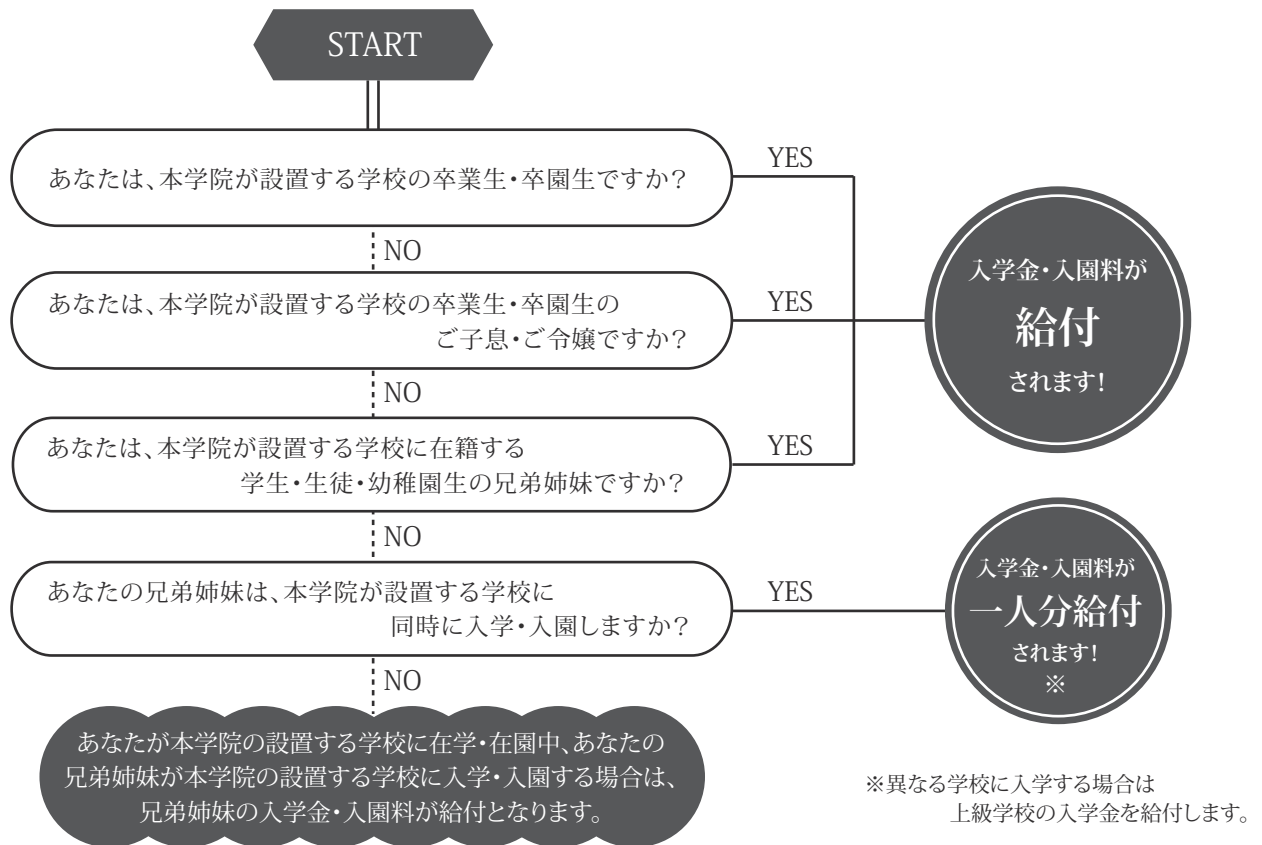 START
あなたは、本学院が設置する学校の卒業生・卒園生ですか？
YES
NO
あなたは、本学院が設置する学校の卒業生・卒園生の
ご子息・ご令嬢ですか？
YES
入学金・入園料が
給付
されます！
NO
あなたは、本学院が設置する学校に在籍する
学生・生徒・幼稚園生の兄弟姉妹ですか？
YES
NO
あなたの兄弟姉妹は、本学院が設置する学校に
同時に入学・入園しますか？
YES
入学金・入園料が
一人分給付
されます！
※
NO
あなたが本学院の設置する学校に在学・在園中、あなたの
兄弟姉妹が本学院の設置する学校に入学・入園する場合は、
兄弟姉妹の入学金・入園料が給付となります。
※異なる学校に入学する場合は
上級学校の入学金を給付します。